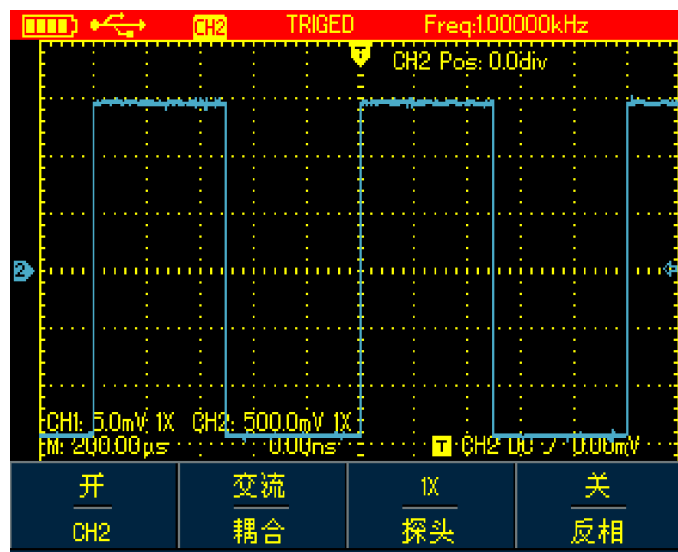 CH2 TRIGED Freq:1.00000kHz
T
CH2 Pos: 0.0div
2
CH1: 5.0mV 1X CH2: 500.0mV 1X
M: 200.00μs 0.00ns T CH2 DC 0.00mV
开 交流 1X 关
CH2 耦合 探头 反相